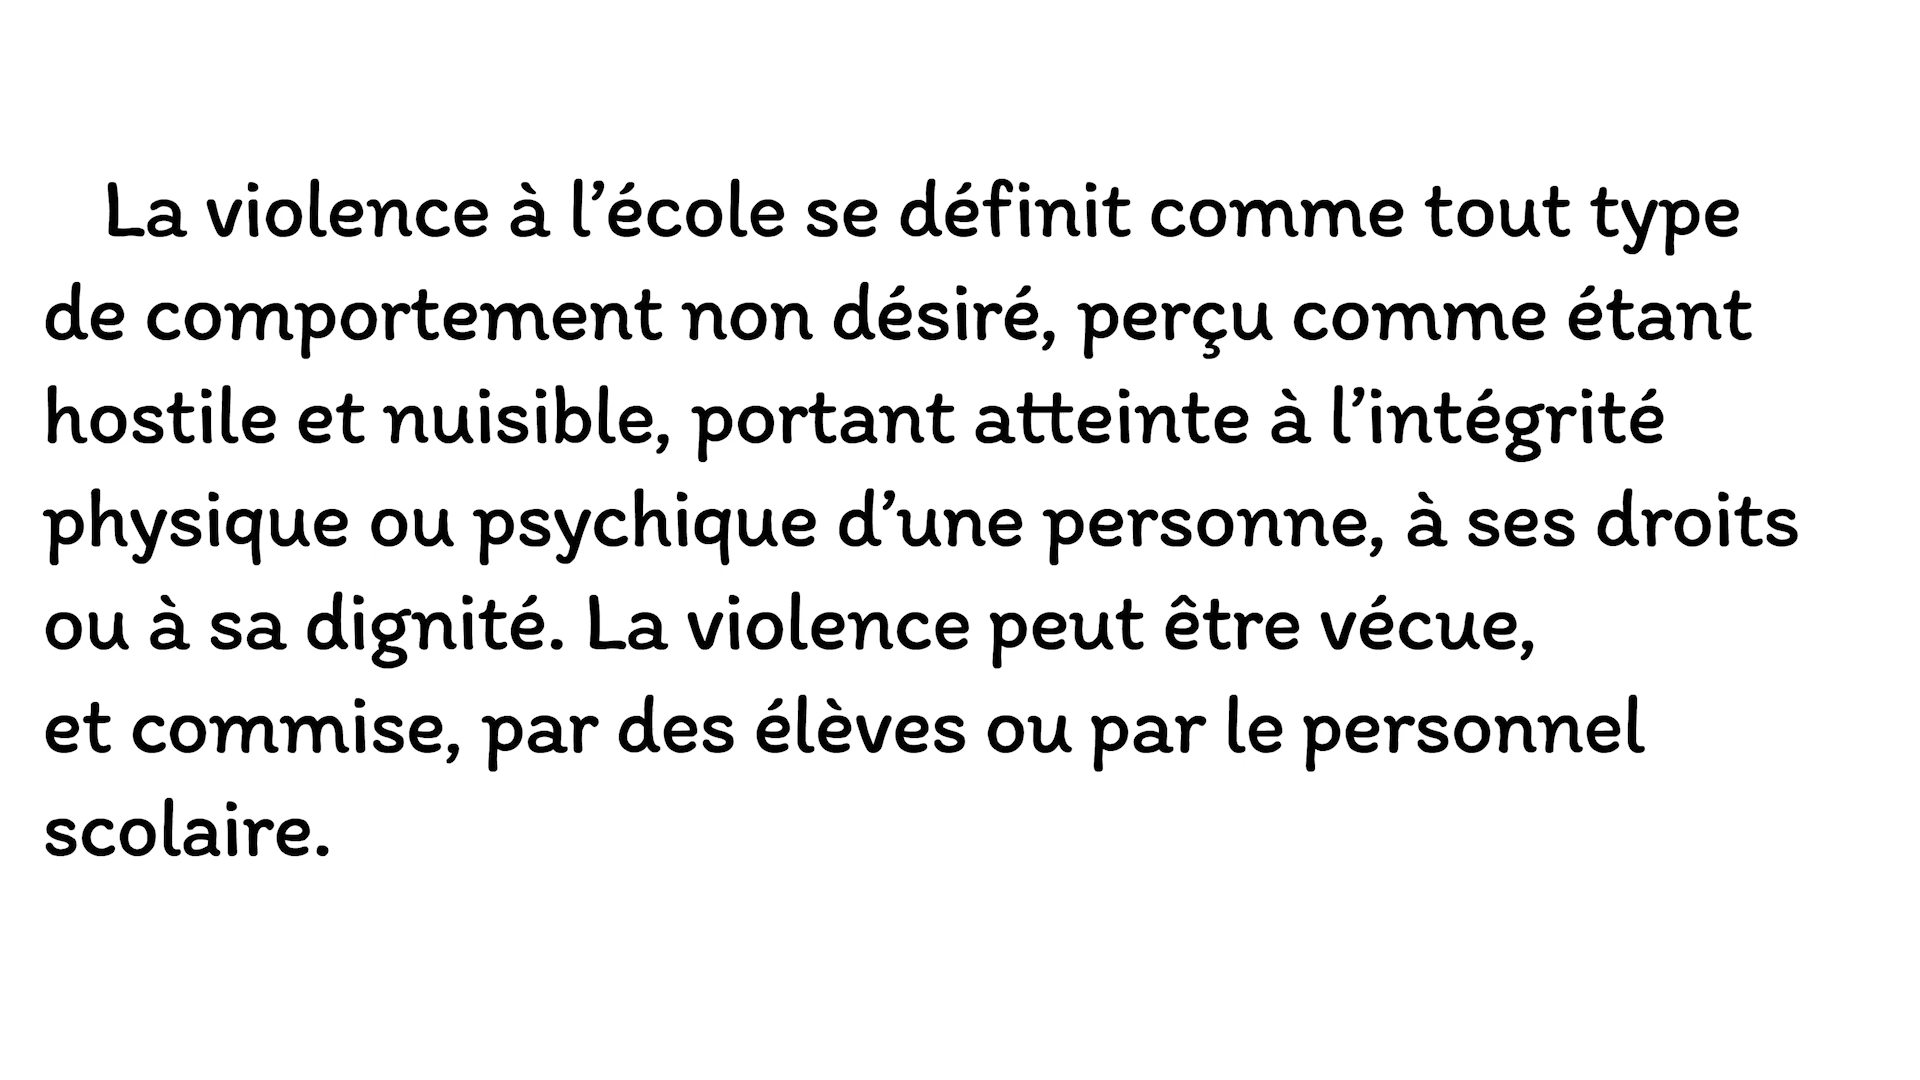 La violence à l’école se définit comme tout type
de comportement non désiré, perçu comme étant
hostile et nuisible, portant atteinte à l’intégrité
physique ou psychique d’une personne, à ses droits
ou à sa dignité. La violence peut être vécue,
et commise, par des élèves ou par le personnel
scolaire.